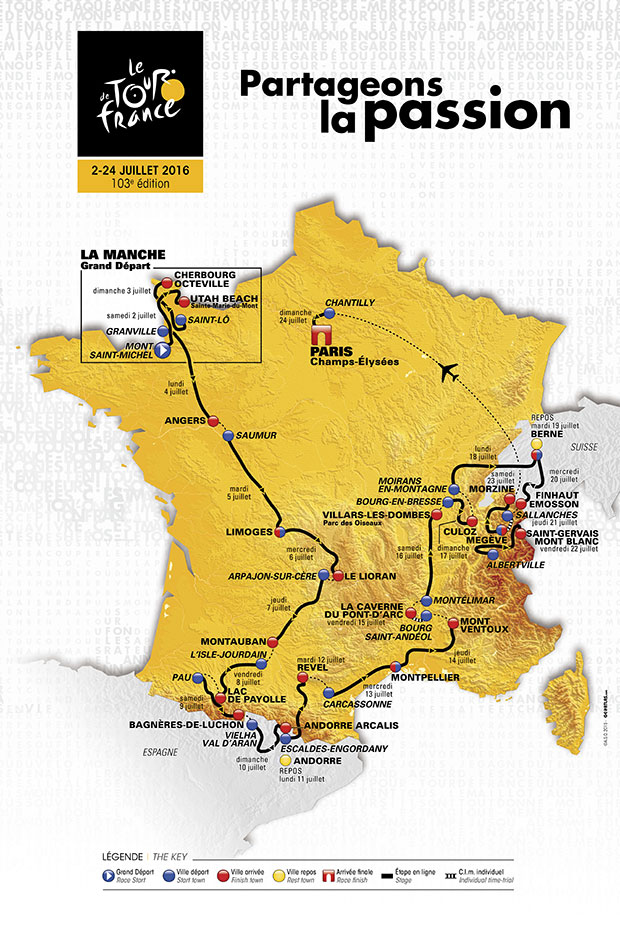 Le
Tour
de
France
2-24 JUILLET 2016
103e édition
Partageons
la passion
LA MANCHE
Grand Départ
CHERBOURG
OCTEVILLE
dimanche 3 juillet
UTAH BEACH
Sainte-Marie-du-Mont
samedi 2 juillet
SAINT-LÔ
GRANVILLE
MONT
SAINT-MICHEL
CHANTILLY
dimanche
24 juillet
PARIS
Champs-Élysées
lundi
4 juillet
ANGERS
SAUMUR
mardi
5 juillet
LIMOGES
mercredi
6 juillet
ARPAJON-SUR-CÈRE
LE LIORAN
jeudi
7 juillet
MONTAUBAN
L'ISLE-JOURDAIN
vendredi
8 juillet
PAU
LAC
DE PAYOLLE
samedi
9 juillet
BAGNÈRES-DE-LUCHON
VIELHA
VAL D'ARAN
dimanche
10 juillet
ANDORRE ARCALIS
ESCALDES-ENGORDANY
ANDORRE
REPOS
lundi 11 juillet
ESPAGNE
mardi 12 juillet
REVEL
CARCASSONNE
mercredi
13 juillet
MONTPELLIER
jeudi
14 juillet
MONT
VENTOUX
LA CAVERNE
DU PONT-D'ARC
vendredi 15 juillet
BOURG
SAINT-ANDÉOL
MONTÉLIMAR
samedi
16 juillet
VILLARS-LES-DOMBES
Parc des Oiseaux
BOURG-EN-BRESSE
dimanche
17 juillet
CULOZ
MOIRANS
EN-MONTAGNE
lundi
18 juillet
REPOS
mardi 19 juillet
BERNE
SUISSE
mercredi
20 juillet
FINHAUT
EMOSSON
SALLANCHES
jeudi 21 juillet
MEGÈVE
ALBERTVILLE
SAINT-GERVAIS
MONT BLANC
vendredi 22 juillet
samedi
23 juillet
MORZINE
LÉGENDE | THE KEY
Grand Départ
Race Start
Ville départ
Start town
Ville arrivée
Finish town
Ville repos
Rest town
Arrivée finale
Race finish
Étape en ligne
Stage
C.l.m. individuel
Individual time-trial